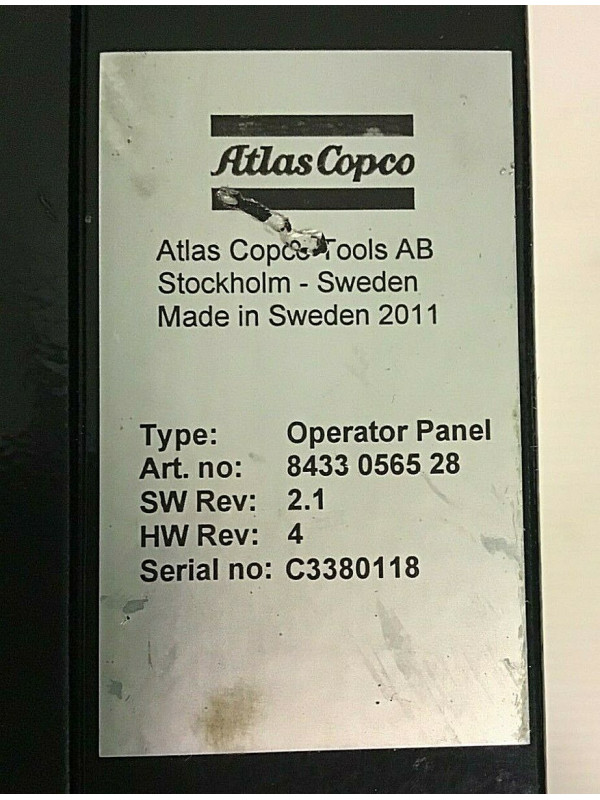 Atlas Copco
Atlas Copco Tools AB
Stockholm - Sweden
Made in Sweden 2011
Type: Operator Panel
Art. no: 8433 0565 28
SW Rev: 2.1
HW Rev: 4
Serial no: C3380118